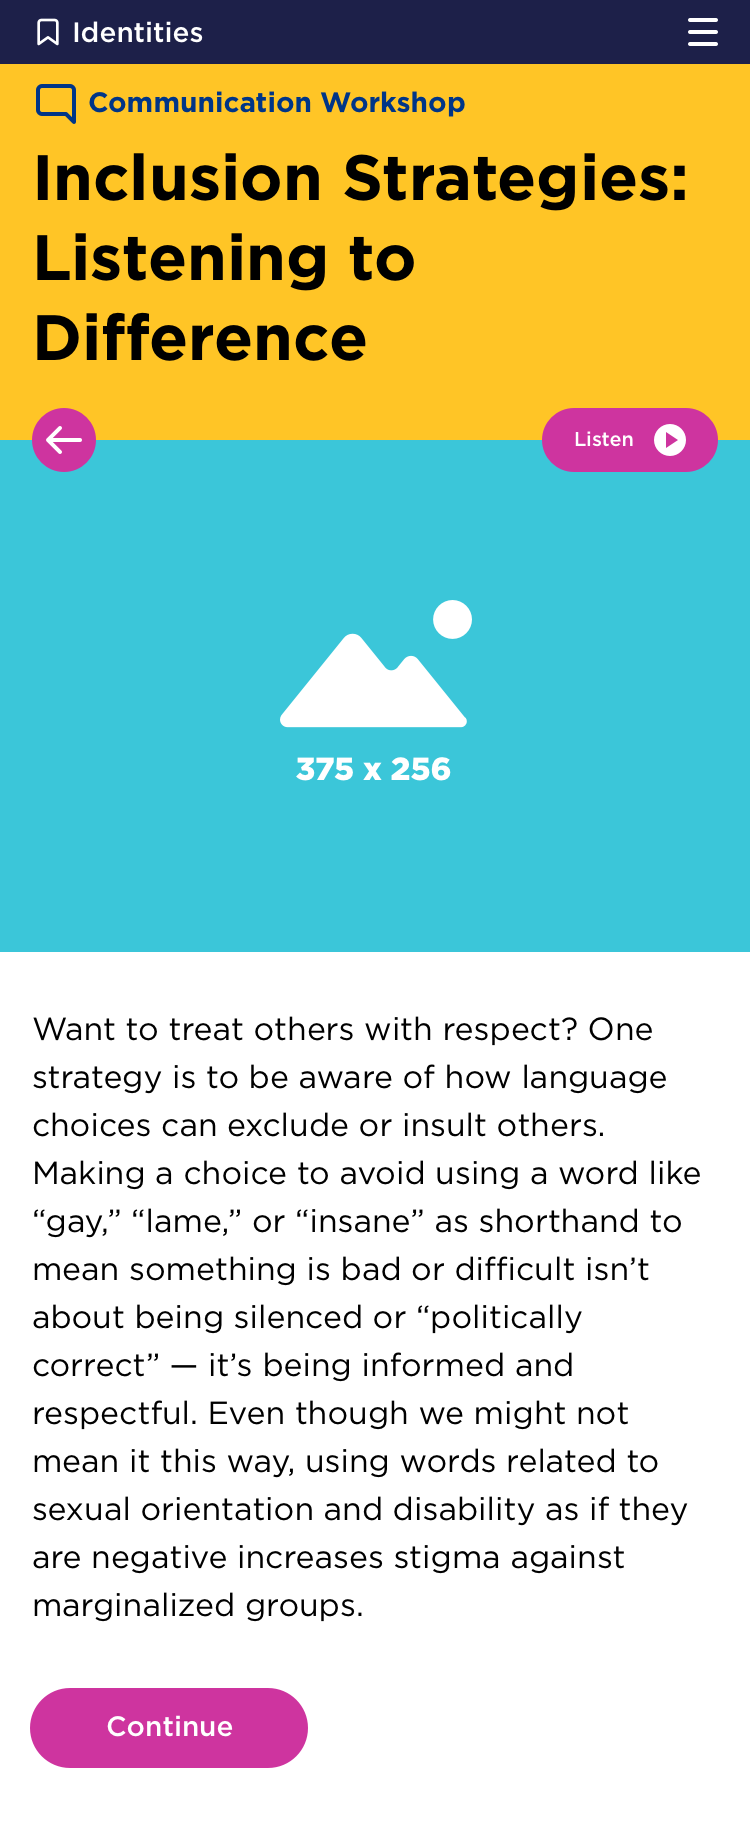 Identities
Communication Workshop
Inclusion Strategies:
Listening to
Difference
Listen
375 x 256
Want to treat others with respect? One
strategy is to be aware of how language
choices can exclude or insult others.
Making a choice to avoid using a word like
“gay,” “lame,” or “insane” as shorthand to
mean something is bad or difficult isn’t
about being silenced or “politically
correct” — it’s being informed and
respectful. Even though we might not
mean it this way, using words related to
sexual orientation and disability as if they
are negative increases stigma against
marginalized groups.
Continue